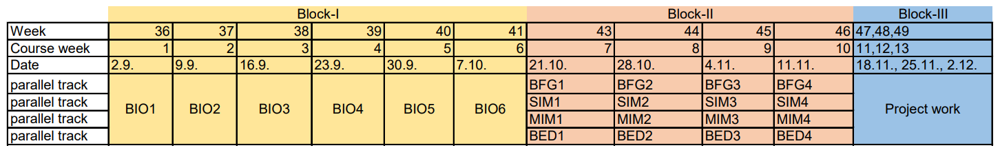 Block-I Block-II Block-III
Week 36 37 38 39 40 41 43 44 45 46 47,48,49
Course week 1 2 3 4 5 6 7 8 9 10 11,12,13
Date 2.9. 9.9. 16.9. 23.9. 30.9. 7.10. 21.10. 28.10. 4.11. 11.11. 18.11., 25.11., 2.12.
parallel track BFG1 BFG2 BFG3 BFG4
parallel track SIM1 SIM2 SIM3 SIM4
BIO1 BIO2 BIO3 BIO4 BIO5 BIO6 Project work
parallel track MIM1 MIM2 MIM3 MIM4
parallel track BED1 BED2 BED3 BED4